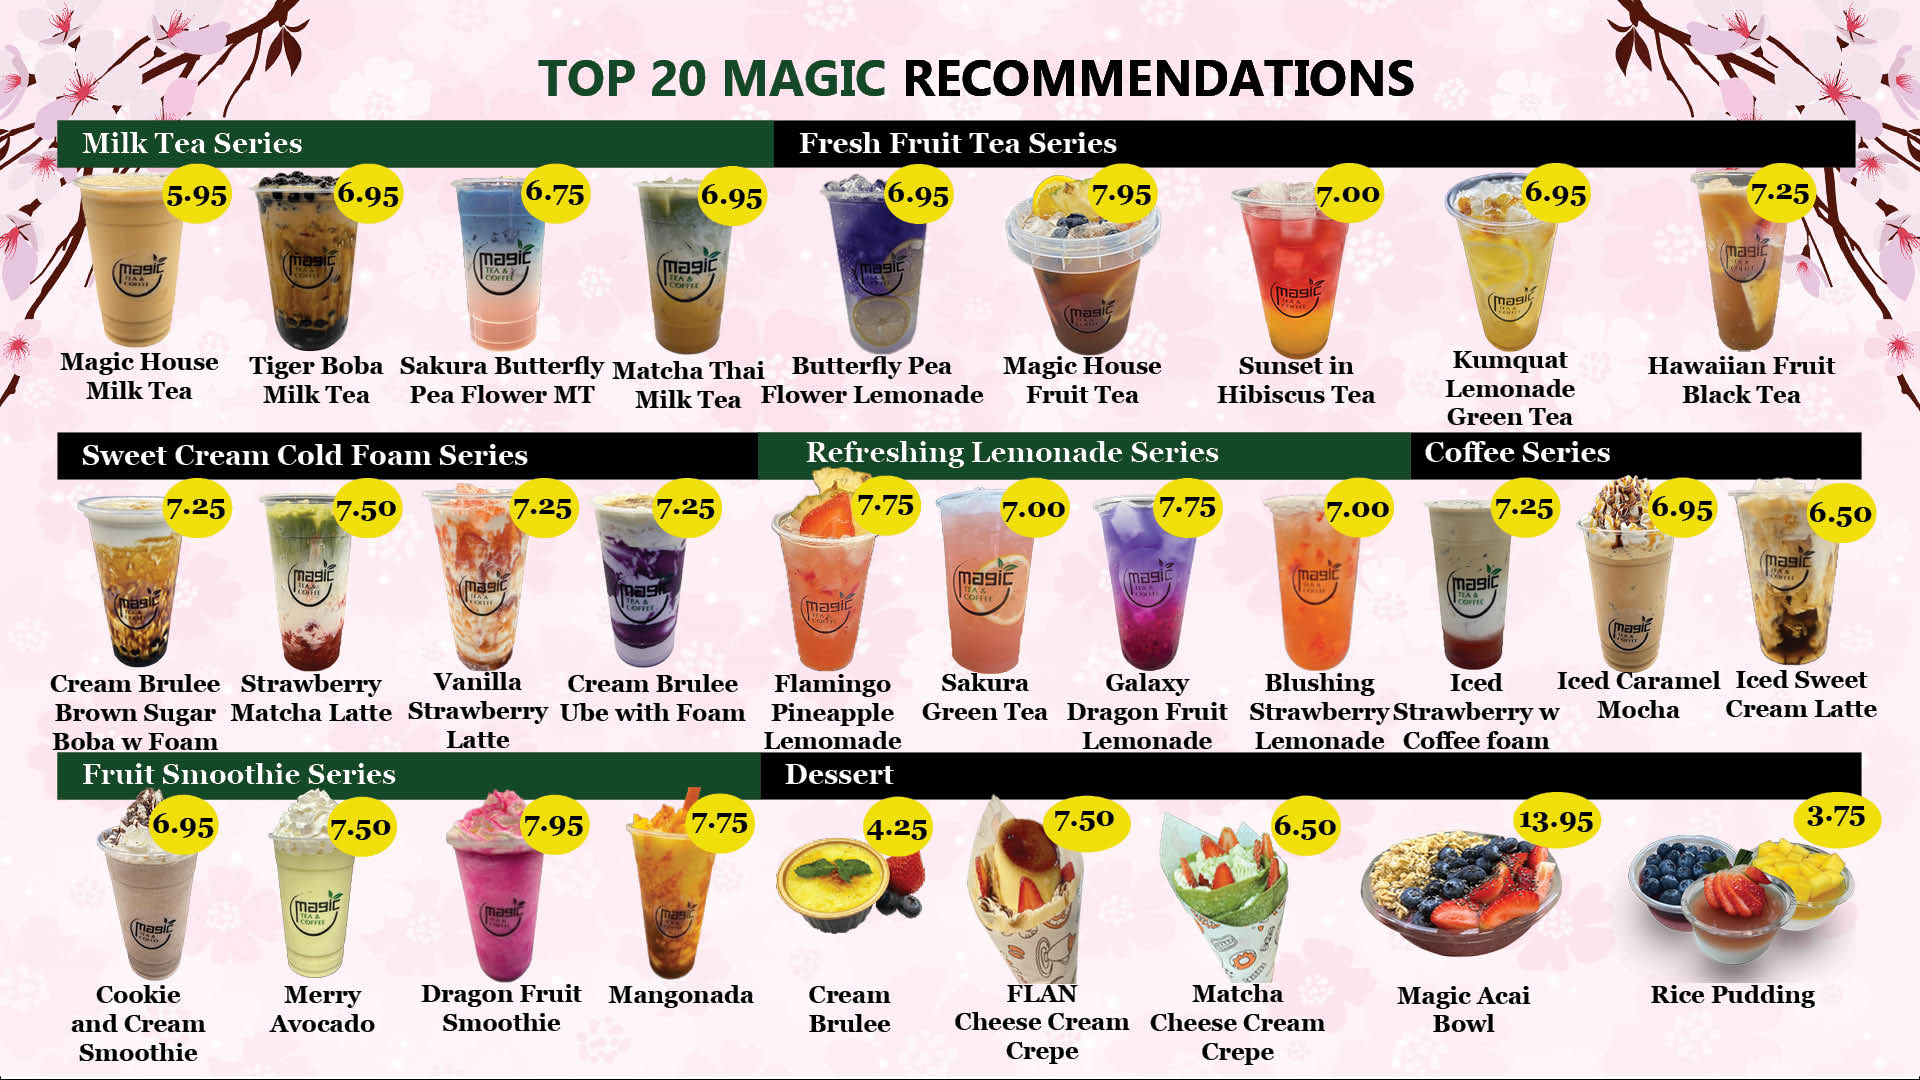 TOP 20 MAGIC RECOMMENDATIONS
Milk Tea Series
Fresh Fruit Tea Series
5.95
6.95
6.75
6.95
6.95
7.95
7.00
6.95
7.25
magic
TEA &
COFFEE
Magic House
Milk Tea
Tiger Boba
Milk Tea
Sakura Butterfly
Pea Flower MT
Matcha Thai
Milk Tea
Butterfly Pea
Flower Lemonade
Magic House
Fruit Tea
Sunset in
Hibiscus Tea
Kumquat
Lemonade
Green Tea
Hawaiian Fruit
Black Tea
Sweet Cream Cold Foam Series
Refreshing Lemonade Series
Coffee Series
7.25
7.50
7.25
7.25
7.75
7.00
7.75
7.00
7.25
6.95
6.50
Cream Brulee
Brown Sugar
Boba w Foam
Strawberry
Matcha Latte
Vanilla
Strawberry
Latte
Cream Brulee
Ube with Foam
Flamingo
Pineapple
Lemomade
Sakura
Green Tea
Galaxy
Dragon Fruit
Lemonade
Blushing
Strawberry
Lemonade
Iced
Strawberry w
Coffee foam
Iced Caramel
Mocha
Iced Sweet
Cream Latte
Fruit Smoothie Series
Dessert
6.95
7.50
7.95
7.75
4.25
7.50
6.50
13.95
3.75
Cookie
and Cream
Smoothie
Merry
Avocado
Dragon Fruit
Smoothie
Mangonada
Cream
Brulee
FLAN
Cheese Cream
Crepe
Matcha
Cheese Cream
Crepe
Magic Acai
Bowl
Rice Pudding